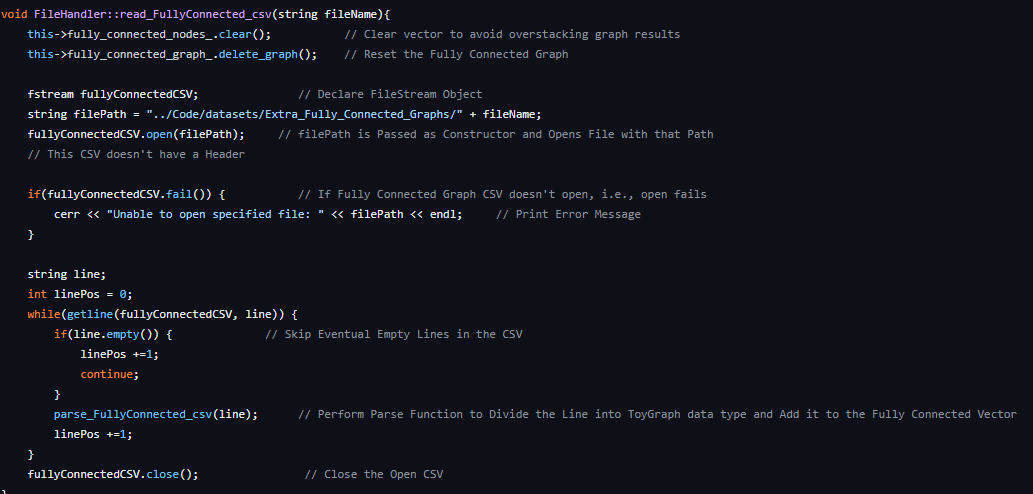 void FileHandler::read_FullyConnected_csv(string fileName){
    this->fully_connected_nodes_.clear();           // Clear vector to avoid overstacking graph results
    this->fully_connected_graph_.delete_graph();    // Reset the Fully Connected Graph

    fstream fullyConnectedCSV;               // Declare FileStream Object
    string filePath = "../Code/datasets/Extra_Fully_Connected_Graphs/" + fileName;
    fullyConnectedCSV.open(filePath);     // filePath is Passed as Constructor and Opens File with that Path
    // This CSV doesn't have a Header

    if(fullyConnectedCSV.fail()) {           // If Fully Connected Graph CSV doesn't open, i.e., open fails
        cerr << "Unable to open specified file: " << filePath << endl;     // Print Error Message
    }

    string line;
    int linePos = 0;
    while(getline(fullyConnectedCSV, line)) {
        if(line.empty()) {              // Skip Eventual Empty Lines in the CSV
            linePos +=1;
            continue;
        }
        parse_FullyConnected_csv(line);      // Perform Parse Function to Divide the Line into ToyGraph data type and Add it to the Fully Connected Vector
        linePos +=1;
    }
    fullyConnectedCSV.close();                // Close the Open CSV
}